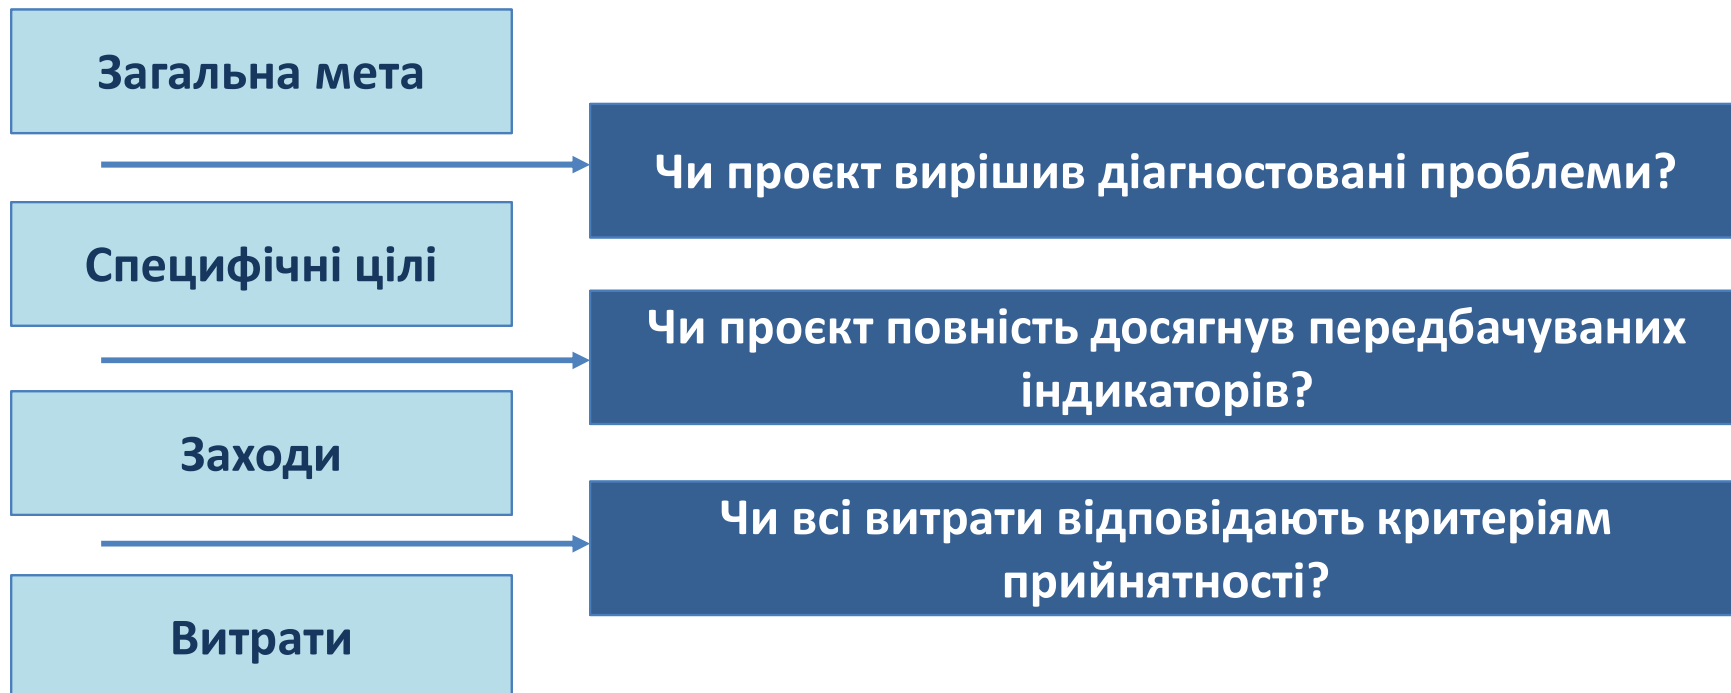 Загальна мета
Чи проєкт вирішив діагностовані проблеми?
Специфічні цілі
Чи проєкт повність досягнув передбачуваних
індикаторів?
Заходи
Чи всі витрати відповідають критеріям
прийнятності?
Витрати